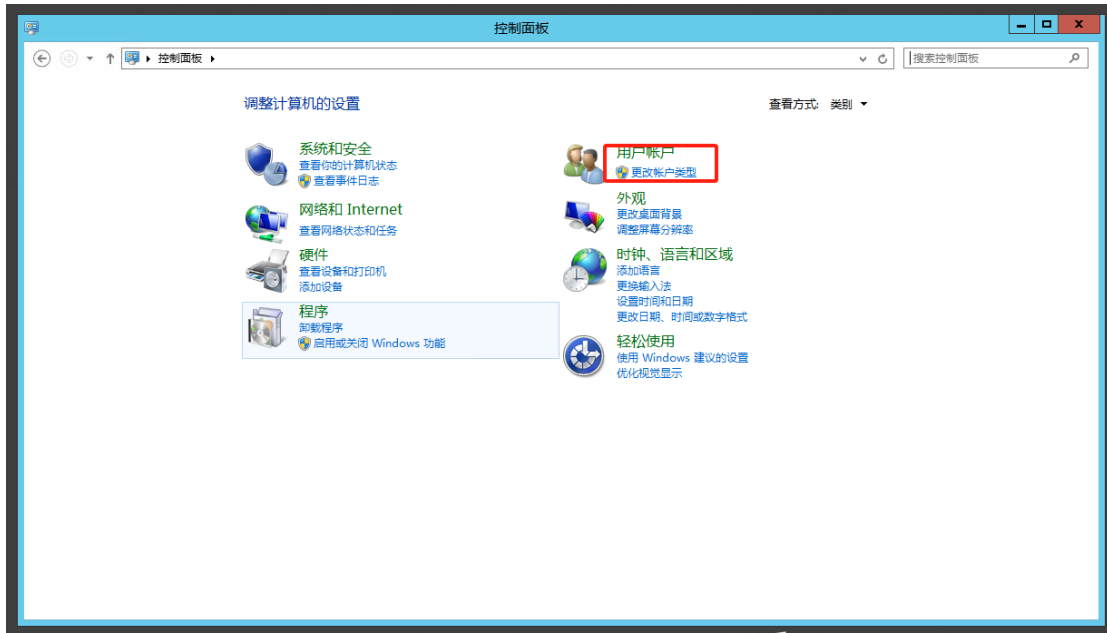 控制面板
控制面板
搜索控制面板
调整计算机的设置
查看方式: 类别
系统和安全
查看你的计算机状态
查看事件日志
网络和 Internet
查看网络状态和任务
硬件
查看设备和打印机
添加设备
程序
卸载程序
启用或关闭 Windows 功能
用户帐户
更改帐户类型
外观
更改桌面背景
调整屏幕分辨率
时钟、语言和区域
添加语言
更换输入法
设置时间和日期
更改日期、时间或数字格式
轻松使用
使用 Windows 建议的设置
优化视觉显示